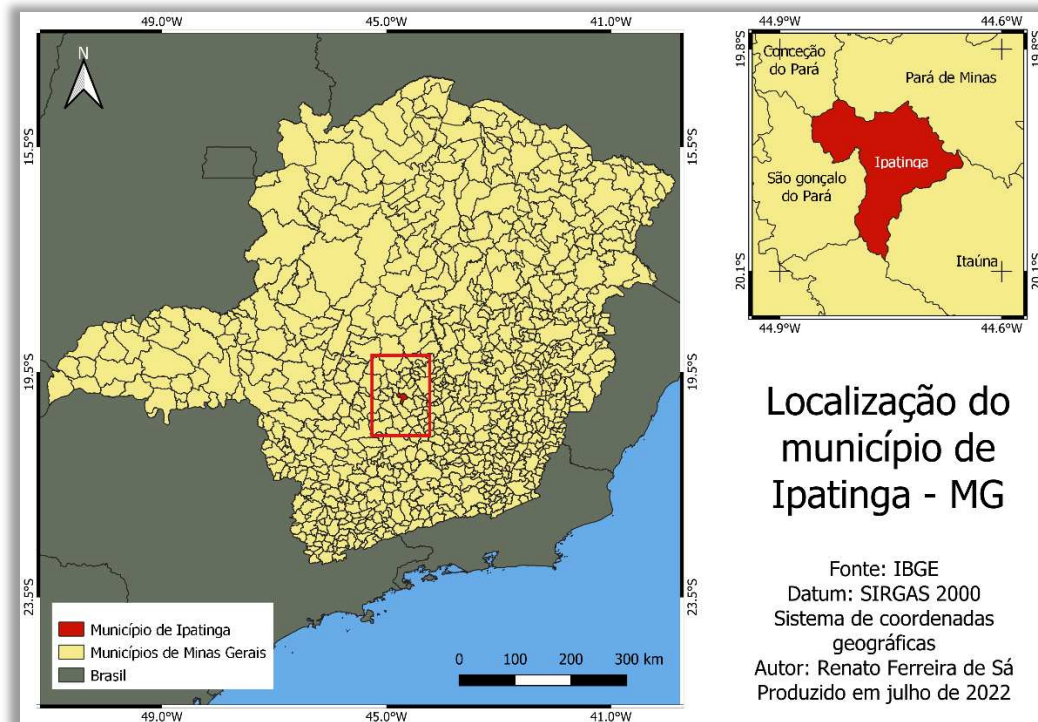 49.0°W 45.0°W 41.0°W
N
15.5°S 15.5°S
19.5°S 19.5°S
23.5°S 23.5°S
Município de Ipatinga
Municípios de Minas Gerais
Brasil
0 100 200 300 km
49.0°W 45.0°W 41.0°W
44.9°W 44.6°W
19.8°S 19.8°S
Conceção
do Pará
Pará de Minas
Ipatinga
São gonçalo
do Pará
Itaúna
20.1°S 20.1°S
44.9°W 44.6°W
Localização do
município de
Ipatinga - MG
Fonte: IBGE
Datum: SIRGAS 2000
Sistema de coordenadas
geográficas
Autor: Renato Ferreira de Sá
Produzido em julho de 2022